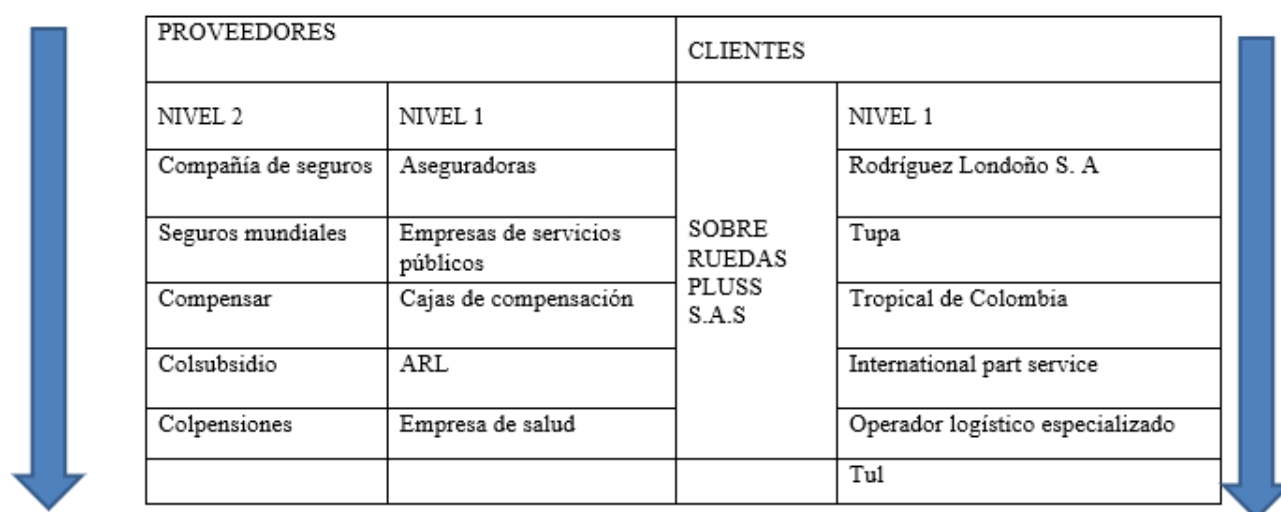 PROVEEDORES
CLIENTES
NIVEL 2
NIVEL 1
NIVEL 1
Compañía de seguros
Aseguradoras
Rodríguez Londoño S. A
Seguros mundiales
Empresas de servicios
públicos
SOBRE
RUEDAS
PLUSS
S.A.S
Tupa
Compensar
Cajas de compensación
Tropical de Colombia
Colsubsidio
ARL
International part service
Colpensiones
Empresa de salud
Operador logístico especializado
Tul